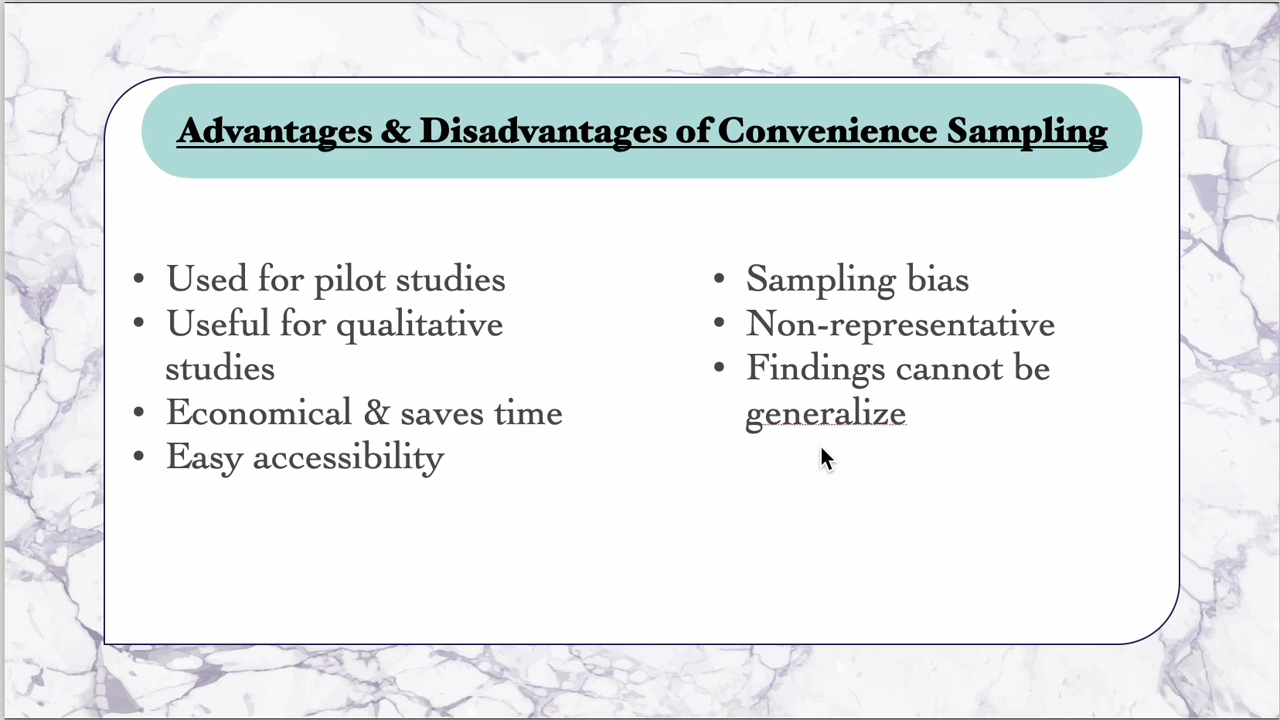 Advantages & Disadvantages of Convenience Sampling
• Used for pilot studies
• Useful for qualitative
studies
• Economical & saves time
• Easy accessibility
• Sampling bias
• Non-representative
• Findings cannot be
generalize